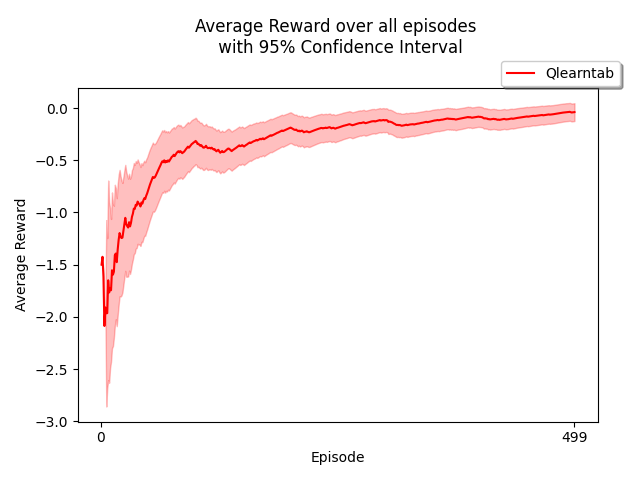 Average Reward over all episodes
with 95% Confidence Interval
Qlearntab
0.0
−0.5
−1.0
−1.5
−2.0
−2.5
−3.0
Average Reward
0
499
Episode